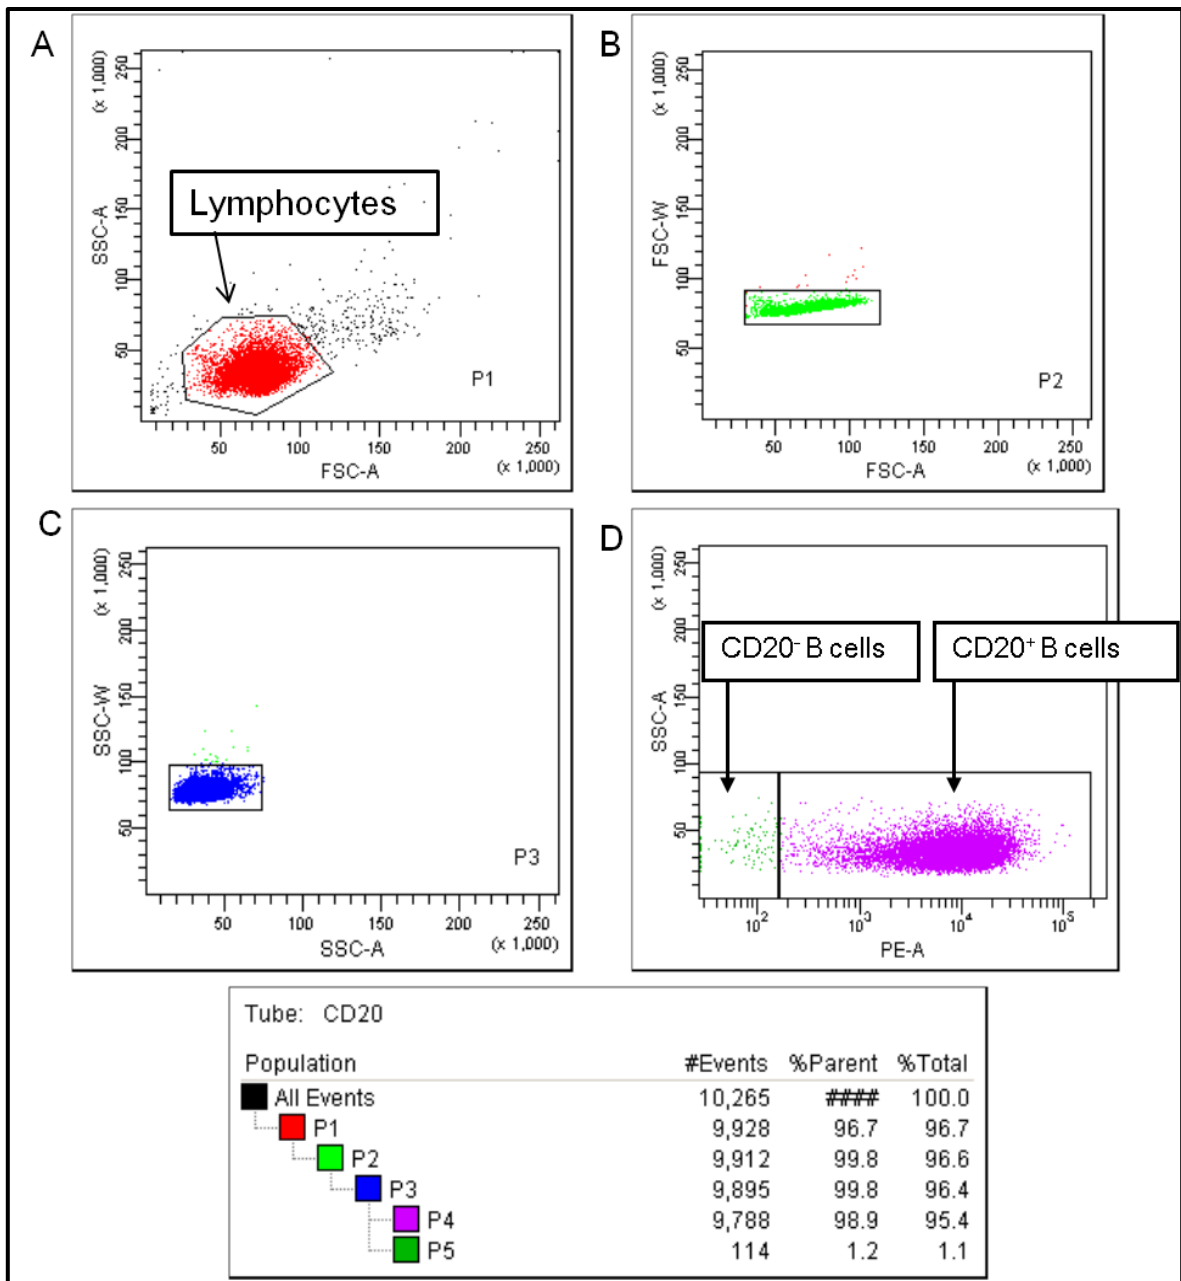 A
(x 1,000)
250
200
150
100
50
SSC-A
Lymphocytes
P1
50 100 150 200 250
FSC-A
(x 1,000)
B
(x 1,000)
250
200
150
100
50
FSC-W
P2
50 100 150 200 250
FSC-A
(x 1,000)
C
(x 1,000)
250
200
150
100
50
SSC-W
P3
50 100 150 200 250
SSC-A
(x 1,000)
D
(x 1,000)
250
200
150
100
50
SSC-A
CD20⁻ B cells
CD20⁺ B cells
10² 10³ 10⁴ 10⁵
PE-A
Tube: CD20
Population #Events %Parent %Total
All Events 10,265 #### 100.0
P1 9,928 96.7 96.7
P2 9,912 99.8 96.6
P3 9,895 99.8 96.4
P4 9,788 98.9 95.4
P5 114 1.2 1.1